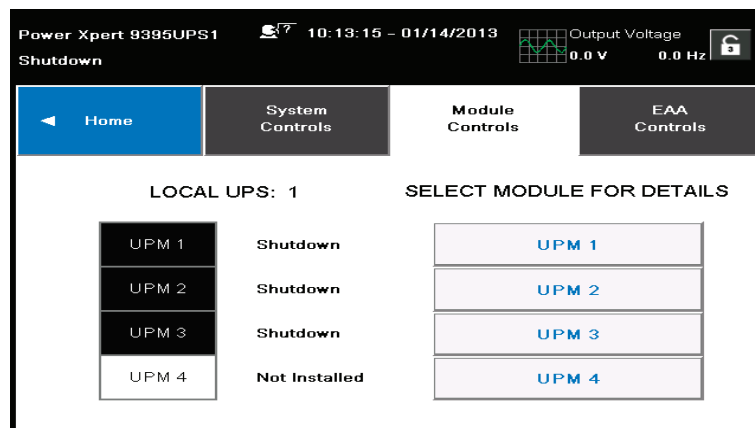 Power Xpert 9395UPS1
? 10:13:15 - 01/14/2013
Output Voltage
Shutdown
0.0 V 0.0 Hz
3
Home
System
Controls
Module
Controls
EAA
Controls
LOCAL UPS: 1
SELECT MODULE FOR DETAILS
UPM 1 Shutdown UPM 1
UPM 2 Shutdown UPM 2
UPM 3 Shutdown UPM 3
UPM 4 Not Installed UPM 4